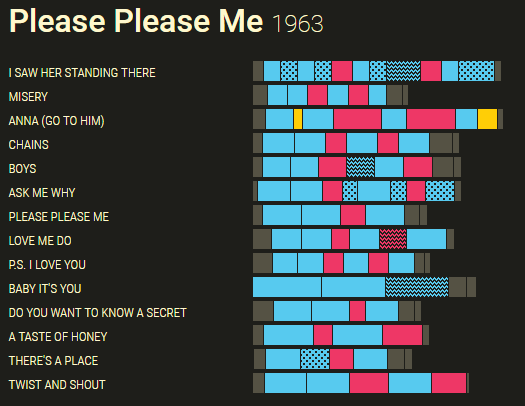 Please Please Me 1963
I SAW HER STANDING THERE
MISERY
ANNA (GO TO HIM)
CHAINS
BOYS
ASK ME WHY
PLEASE PLEASE ME
LOVE ME DO
P.S. I LOVE YOU
BABY IT'S YOU
DO YOU WANT TO KNOW A SECRET
A TASTE OF HONEY
THERE'S A PLACE
TWIST AND SHOUT